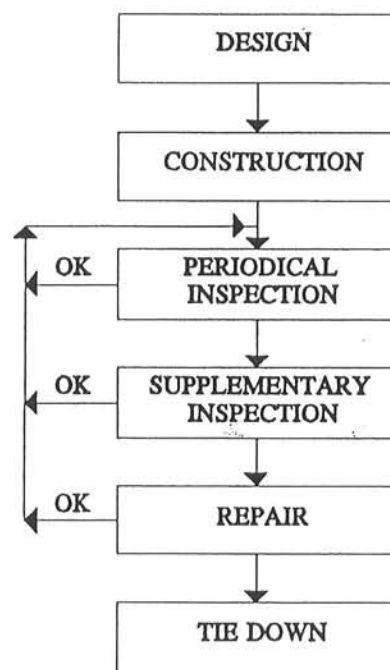 DESIGN
CONSTRUCTION
OK
PERIODICAL
INSPECTION
OK
SUPPLEMENTARY
INSPECTION
OK
REPAIR
TIE DOWN